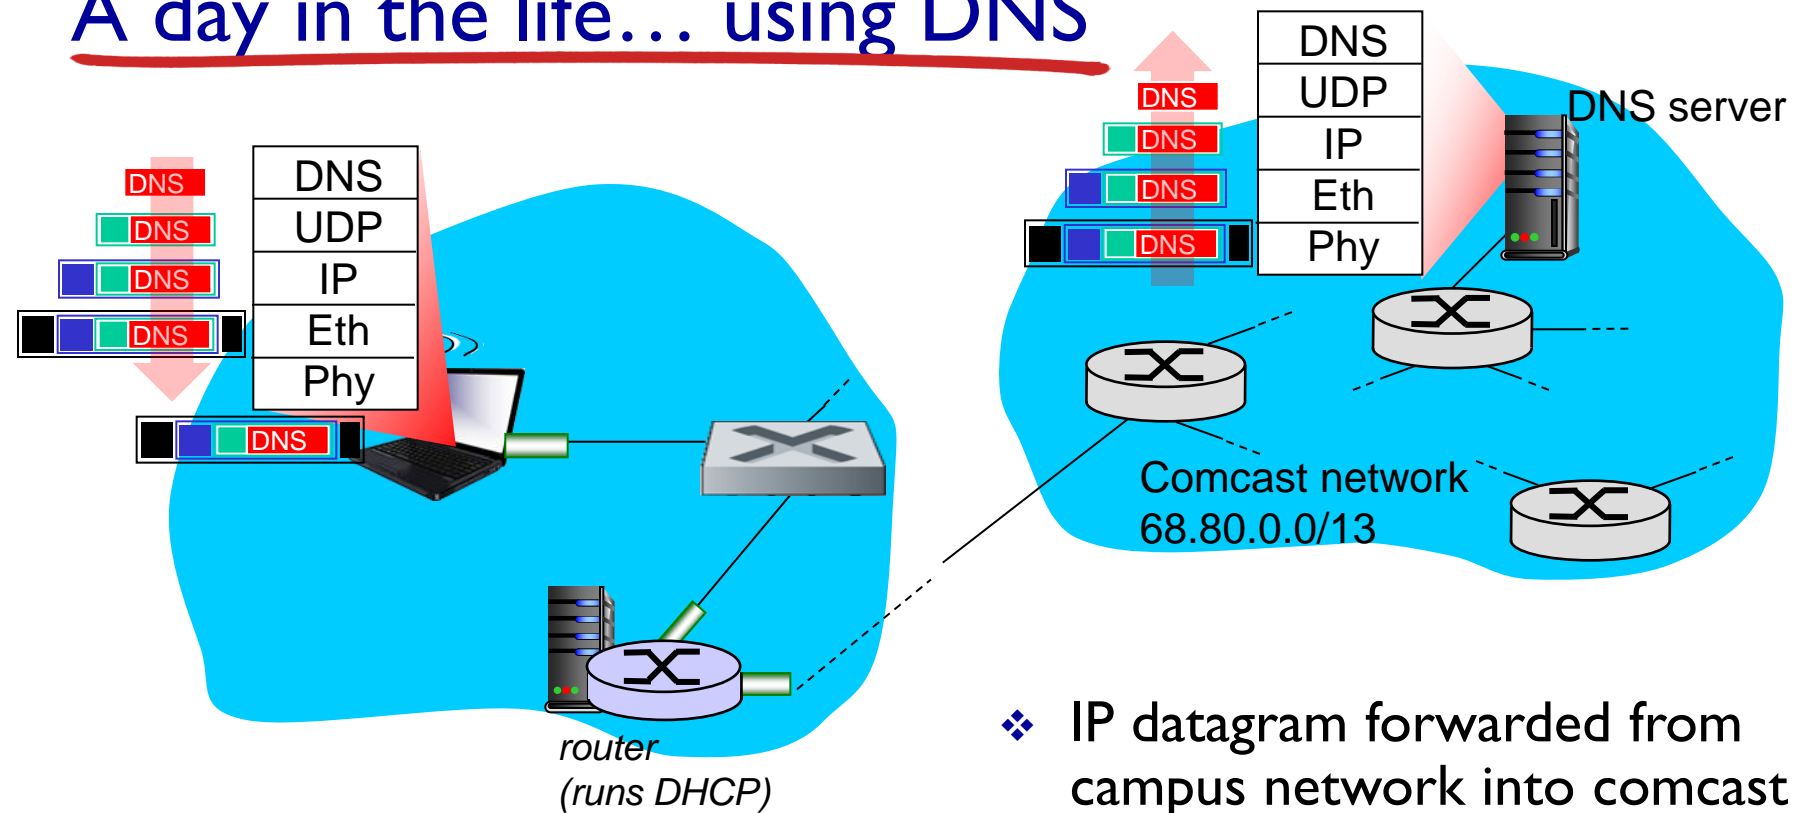 A day in the life… using DNS
DNS
DNS
DNS
DNS
DNS
DNS
UDP
IP
Eth
Phy
router
(runs DHCP)
DNS
DNS
DNS
DNS
DNS
UDP
IP
Eth
Phy
DNS server
Comcast network
68.80.0.0/13
❖ IP datagram forwarded from
campus network into comcast